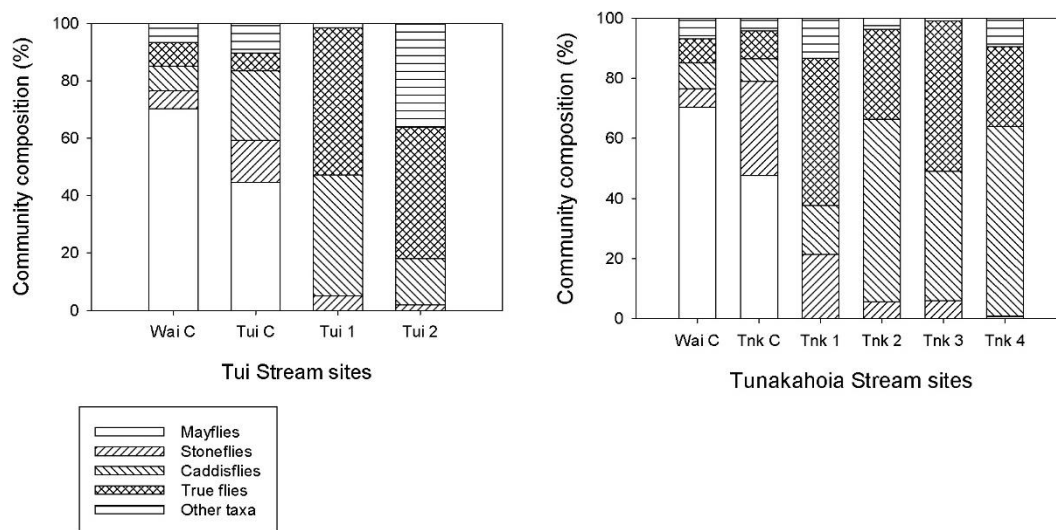 Community composition (%)
100
80
60
40
20
0
Wai C Tui C Tui 1 Tui 2
Tui Stream sites
Community composition (%)
100
80
60
40
20
0
Wai C Tnk C Tnk 1 Tnk 2 Tnk 3 Tnk 4
Tunakahoia Stream sites
Mayflies
Stoneflies
Caddisflies
True flies
Other taxa